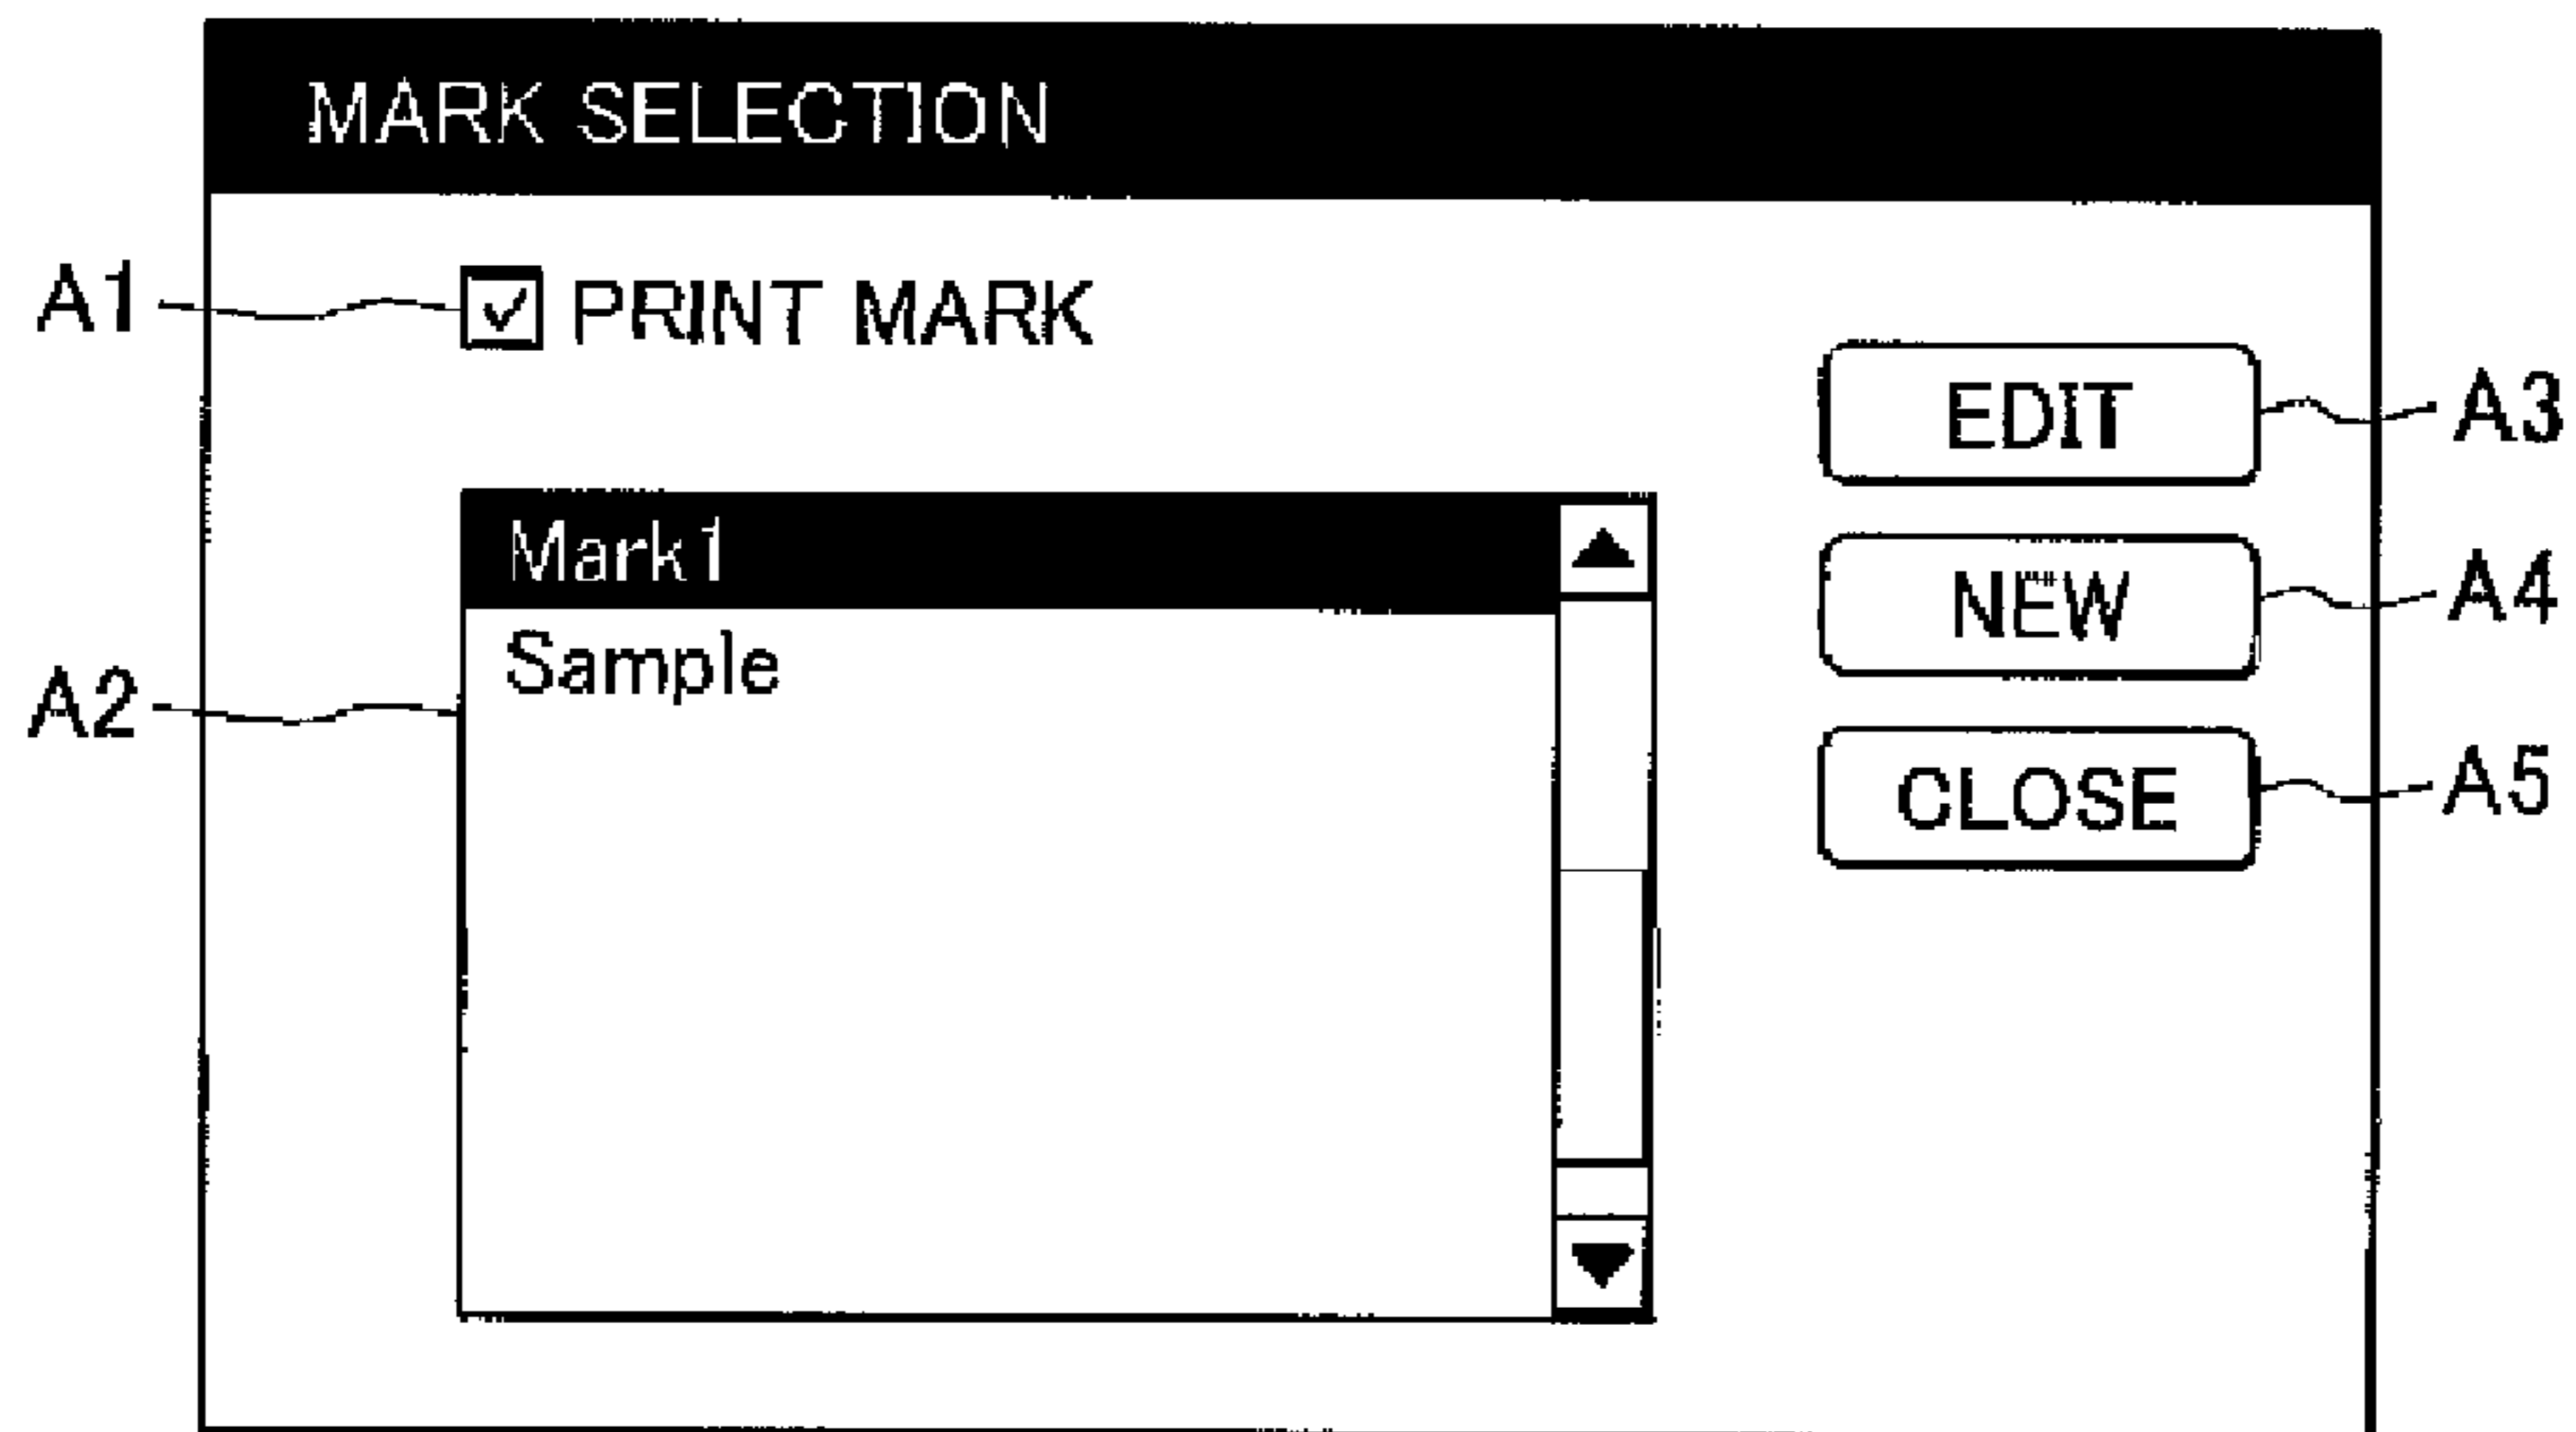 MARK SELECTION
A1 PRINT MARK
EDIT A3
Mark1
NEW A4
Sample
A2
CLOSE A5